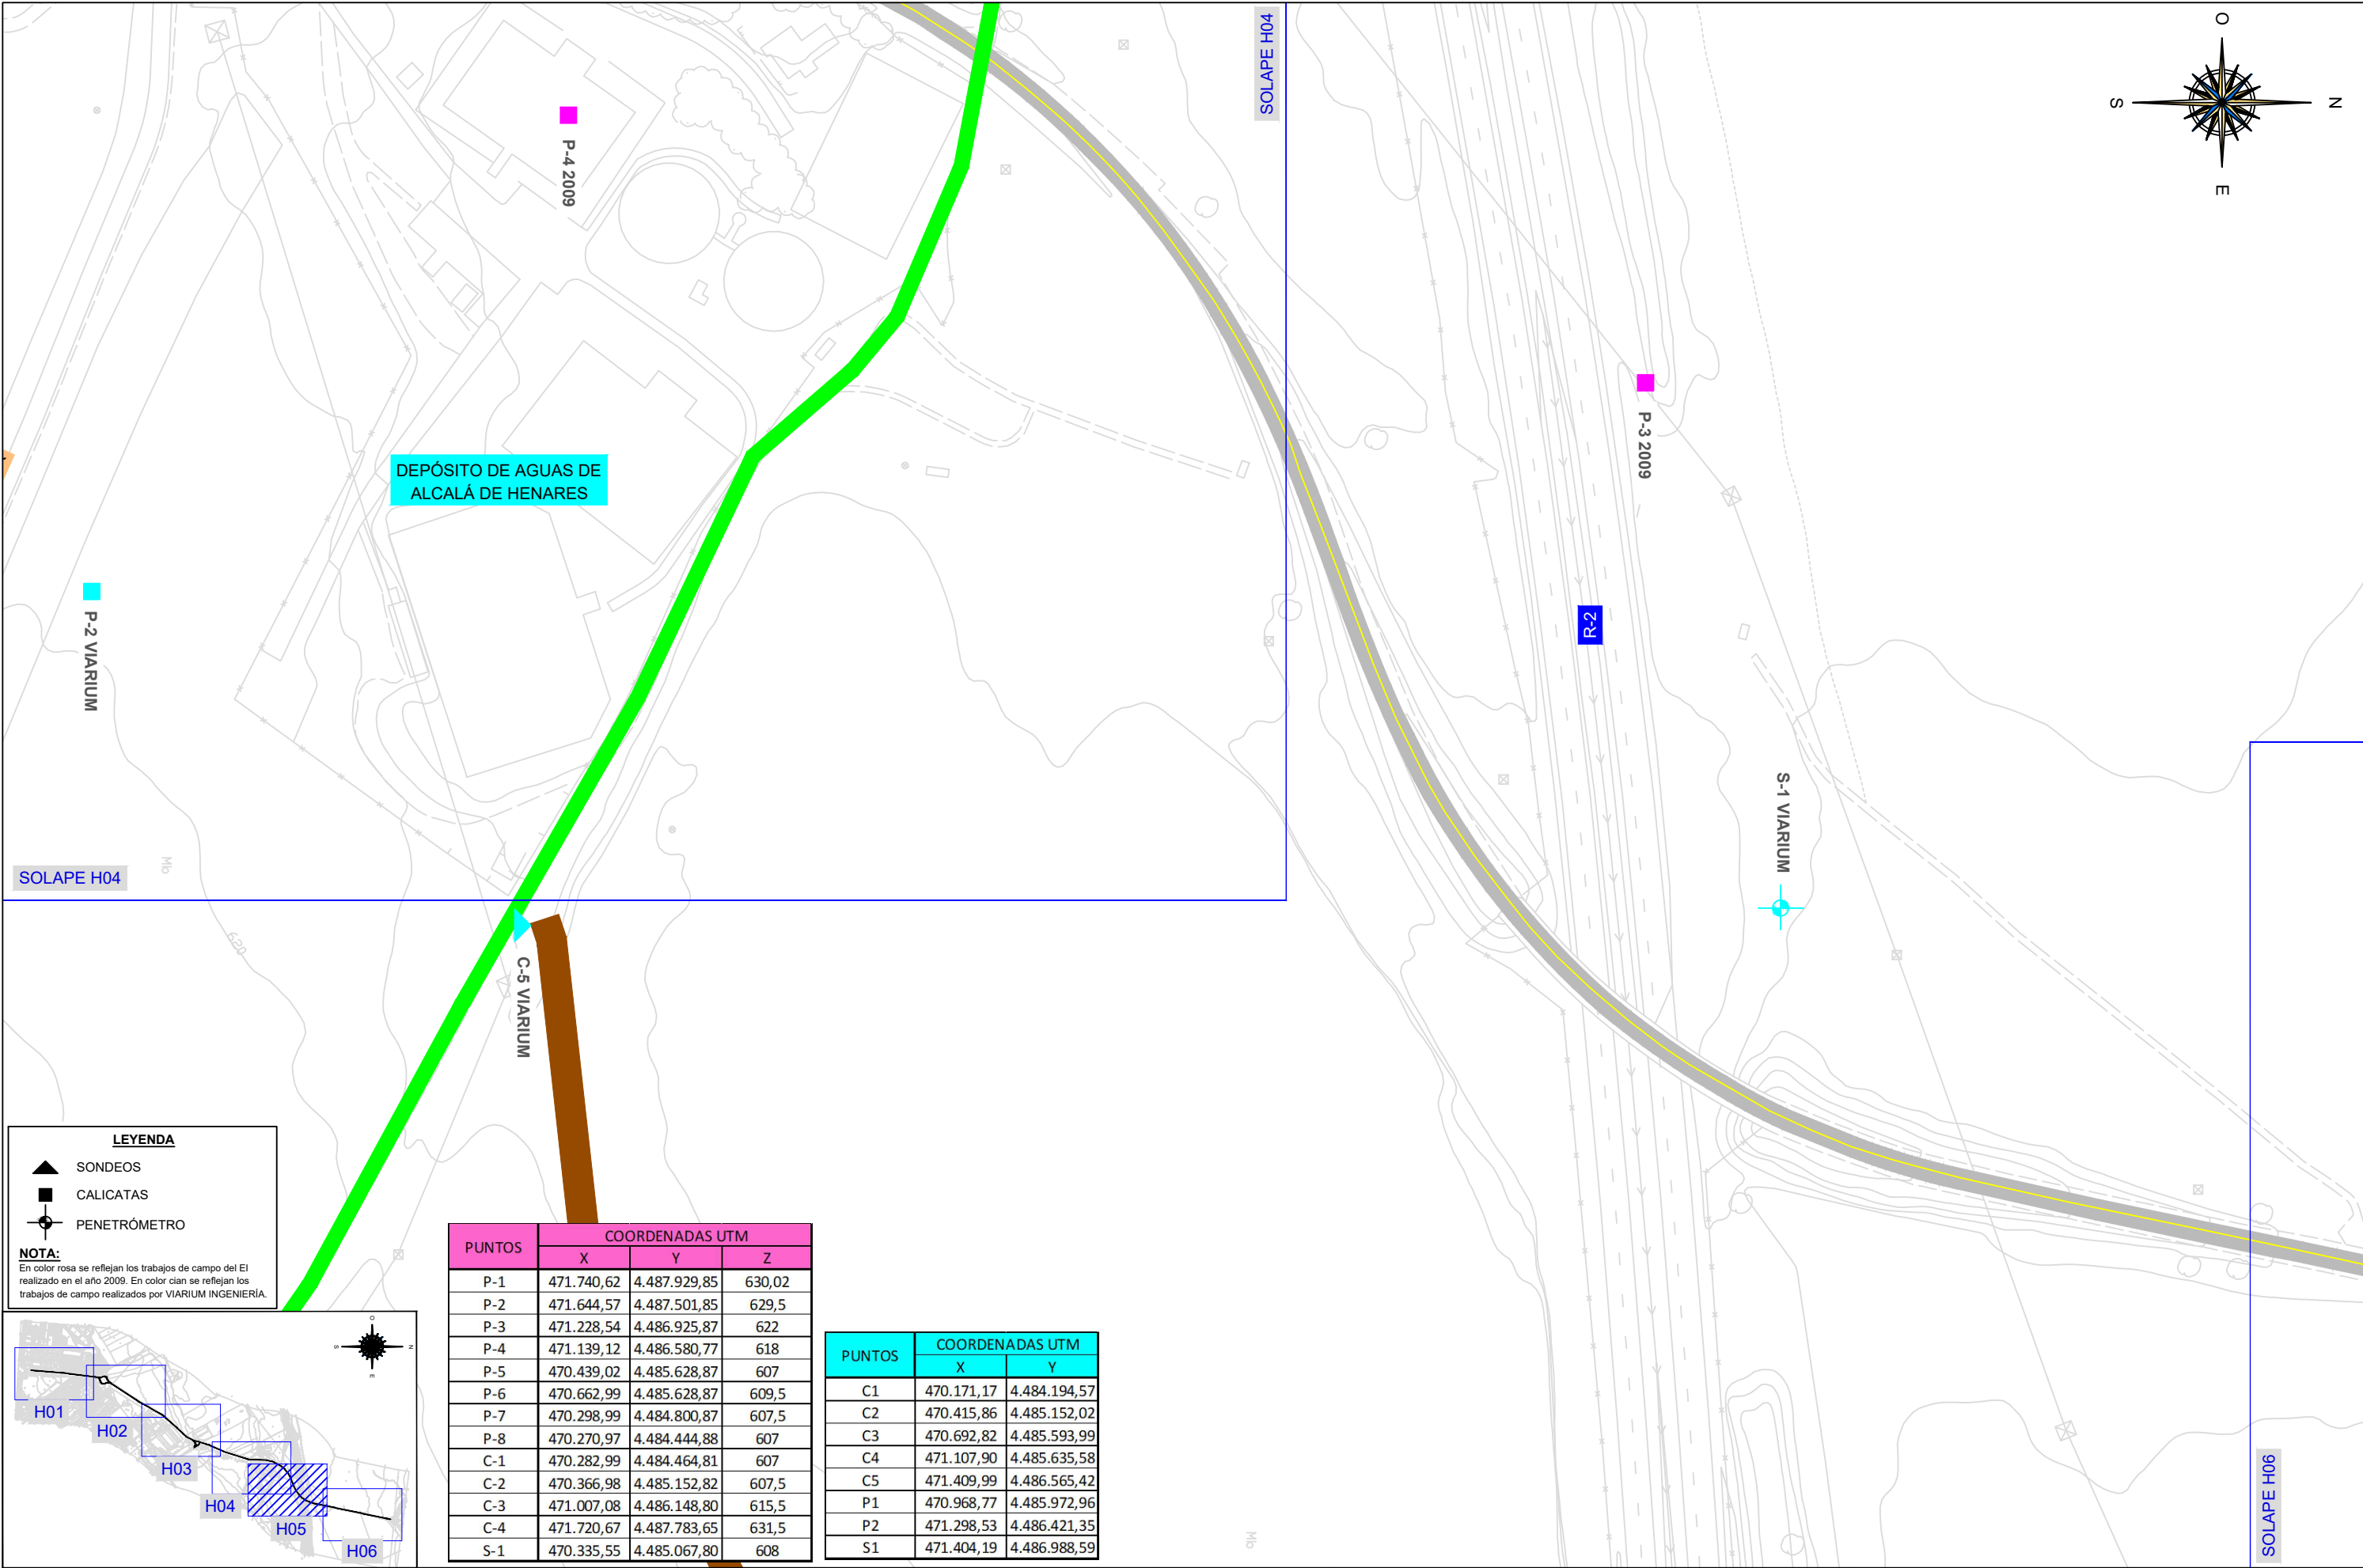 SOLAPE H04
O
N
S
E
P-4 2009
P-3 2009
DEPÓSITO DE AGUAS DE
ALCALÁ DE HENARES
P-2 VIARIUM
R-2
S-1 VIARIUM
Mb
SOLAPE H04
620
C-5 VIARIUM
LEYENDA
SONDEOS
CALICATAS
PENETRÓMETRO
NOTA:
En color rosa se reflejan los trabajos de campo del EI
realizado en el año 2009. En color cian se reflejan los
trabajos de campo realizados por VIARIUM INGENIERÍA.
O
S N
E
H01
H02
H03
H04
H05
H06
PUNTOS COORDENADAS UTM
X Y Z
P-1 471.740,62 4.487.929,85 630,02
P-2 471.644,57 4.487.501,85 629,5
P-3 471.228,54 4.486.925,87 622
P-4 471.139,12 4.486.580,77 618
P-5 470.439,02 4.485.628,87 607
P-6 470.662,99 4.485.628,87 609,5
P-7 470.298,99 4.484.800,87 607,5
P-8 470.270,97 4.484.444,88 607
C-1 470.282,99 4.484.464,81 607
C-2 470.366,98 4.485.152,82 607,5
C-3 471.007,08 4.486.148,80 615,5
C-4 471.720,67 4.487.783,65 631,5
S-1 470.335,55 4.485.067,80 608
PUNTOS COORDENADAS UTM
X Y
C1 470.171,17 4.484.194,57
C2 470.415,86 4.485.152,02
C3 470.692,82 4.485.593,99
C4 471.107,90 4.485.635,58
C5 471.409,99 4.486.565,42
P1 470.968,77 4.485.972,96
P2 471.298,53 4.486.421,35
S1 471.404,19 4.486.988,59
Mb
SOLAPE H06